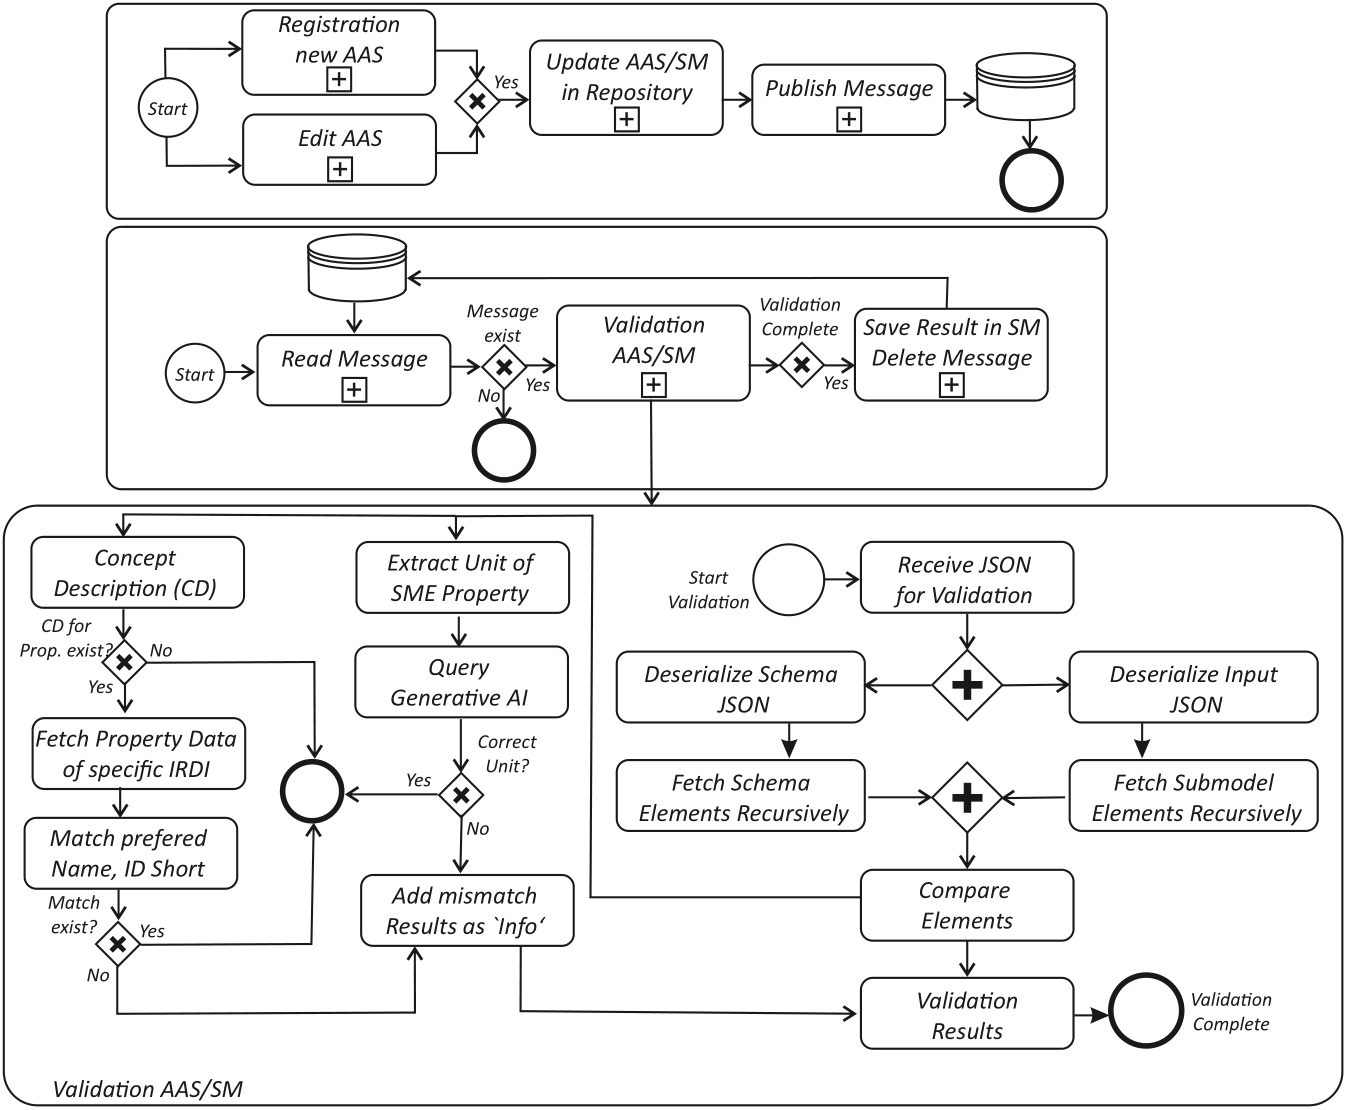 Registration
new AAS
Start
Edit AAS
Yes
Update AAS/SM
in Repository
Publish Message
Start
Read Message
Message
exist
Yes
No
Validation
AAS/SM
Validation
Complete
Yes
Save Result in SM
Delete Message
Concept
Description (CD)
CD for
Prop. exist?
No
Yes
Fetch Property Data
of specific IRDI
Match prefered
Name, ID Short
Match
exist?
Yes
No
Extract Unit of
SME Property
Query
Generative AI
Correct
Unit?
Yes
No
Add mismatch
Results as `Info‘
Start
Validation
Receive JSON
for Validation
Deserialize Schema
JSON
Deserialize Input
JSON
Fetch Schema
Elements Recursively
Fetch Submodel
Elements Recursively
Compare
Elements
Validation
Results
Validation
Complete
Validation AAS/SM